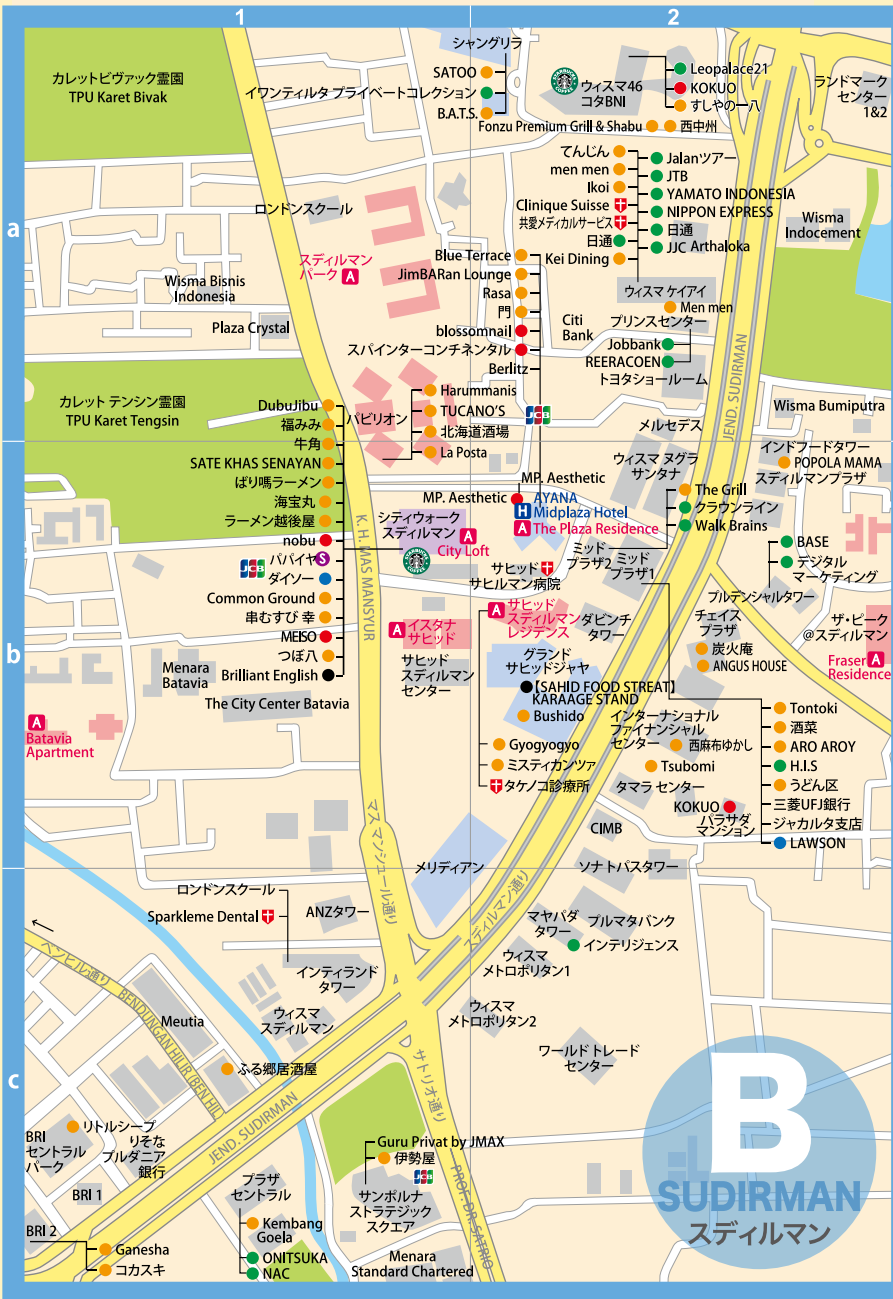 1
2
a
b
c
カレットビヴァック霊園
TPU Karet Bivak
シャングリラ
SATOO
イワンティルタ プライベートコレクション
B.A.T.S.
STARBUCKS COFFEE
ウィスマ46
コタBNI
Leopalace21
KOKUO
すしやの一八
Fonzu Premium Grill & Shabu
西中州
ランドマーク
センター
1&2
てんじん
men men
Ikoi
Clinique Suisse
共愛メディカルサービス
日通
Kei Dining
Jalanツアー
JTB
YAMATO INDONESIA
NIPPON EXPRESS
日通
JJC Arthaloka
Wisma
Indocement
ロンドンスクール
スディルマン
パーク A
Wisma Bisnis
Indonesia
Plaza Crystal
Blue Terrace
JimBARan Lounge
Rasa
門
blossomnail
スパインターコンチネンタル
Berlitz
Citi
Bank
ウィスマ ケイアイ
Men men
プリンスセンター
Jobbank
REERACOEN
トヨタショールーム
JEND. SUDIRMAN
カレット テンシン霊園
TPU Karet Tengsin
DubuJibu
福みみ
牛角
SATE KHAS SENAYAN
ばり嗎ラーメン
海宝丸
ラーメン越後屋
nobu
パパイヤ S
JCB
ダイソー
Common Ground
串むすび 幸
MEISO
つぼ八
Brilliant English
パビリオン
Harummanis
TUCANO'S
北海道酒場
La Posta
JCB
メルセデス
Wisma Bumiputra
ウィスマ ヌグラ
サンタナ
インドフードタワー
POPOLA MAMA
スディルマンプラザ
MP. Aesthetic
MP. Aesthetic
AYANA
H Midplaza Hotel
A The Plaza Residence
The Grill
クラウンライン
Walk Brains
シティウォーク
スディルマン
A
City Loft
STARBUCKS COFFEE
K. H. MAS MANSYUR
ミッド
プラザ2
ミッド
プラザ1
サヒッド
サヒルマン病院
BASE
デジタル
マーケティング
プルデンシャルタワー
A サヒッド
スディルマン
レジデンス
ダビンチ
タワー
チェイス
プラザ
炭火庵
ANGUS HOUSE
ザ・ピーク
@スディルマン
Fraser A
Residence
A イスタナ
サヒッド
サヒッド
スディルマン
センター
グランド
サヒッドジャヤ
【SAHID FOOD STREAT】
KARAAGE STAND
Bushido
Gyogyogyo
ミスティカンツァ
タケノコ診療所
Menara
Batavia
The City Center Batavia
A
Batavia
Apartment
インターナショナル
ファイナンシャル
センター
西麻布ゆかし
Tsubomi
タマラ センター
KOKUO
パラサダ
マンション
CIMB
Tontoki
酒菜
ARO AROY
H.I.S
うどん区
三菱UFJ銀行
ジャカルタ支店
LAWSON
マス マンシュール通り
メリディアン
ソナトパスタワー
ロンドンスクール
Sparkleme Dental
ANZタワー
インティランド
タワー
スディルマン通り
マヤパダ
タワー
プルマタバンク
インテリジェンス
ウィスマ
メトロポリタン1
ウィスマ
メトロポリタン2
ワールド トレード
センター
ベンヒル通り
BENDUNGAN HILIR (BEN HIL)
Meutia
ウィスマ
スディルマン
ふる郷居酒屋
サトリオ通り
JEND. SUDIRMAN
BRI
セントラル
パーク
リトルシープ
りそな
プルダニア
銀行
BRI 1
BRI 2
Ganesha
コカスキ
プラザ
セントラル
Kembang
Goela
ONITSUKA
NAC
Guru Privat by JMAX
伊勢屋
JCB
サンポルナ
ストラテジック
スクエア
Menara
Standard Chartered
PROF. DR. SATRIO
B
SUDIRMAN
スディルマン